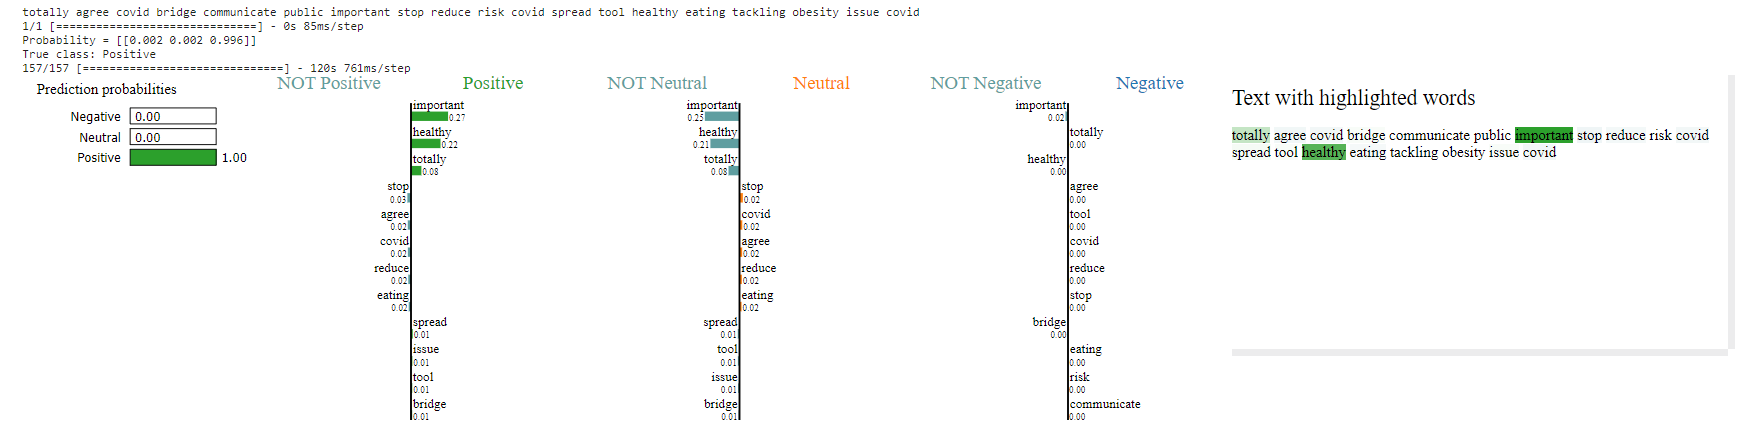 totally agree covid bridge communicate public important stop reduce risk covid spread tool healthy eating tackling obesity issue covid
1/1 [==============================] - 0s 85ms/step
Probability = [[0.002 0.002 0.996]]
True class: Positive
157/157 [==============================] - 120s 761ms/step
Prediction probabilities
Negative 0.00
Neutral 0.00
Positive 1.00
NOT Positive Positive
important
0.27
healthy
0.22
totally
0.08
stop
0.03
agree
0.02
covid
0.02
reduce
0.02
eating
0.02
spread
0.01
issue
0.01
tool
0.01
bridge
0.01
NOT Neutral Neutral
important
0.25
healthy
0.21
totally
0.08
stop
0.02
covid
0.02
agree
0.02
reduce
0.02
eating
0.02
spread
0.01
tool
0.01
issue
0.01
bridge
0.01
NOT Negative Negative
important
0.02
totally
0.00
healthy
0.00
agree
0.00
tool
0.00
covid
0.00
reduce
0.00
stop
0.00
bridge
0.00
eating
0.00
risk
0.00
communicate
0.00
Text with highlighted words
totally agree covid bridge communicate public important stop reduce risk covid
spread tool healthy eating tackling obesity issue covid